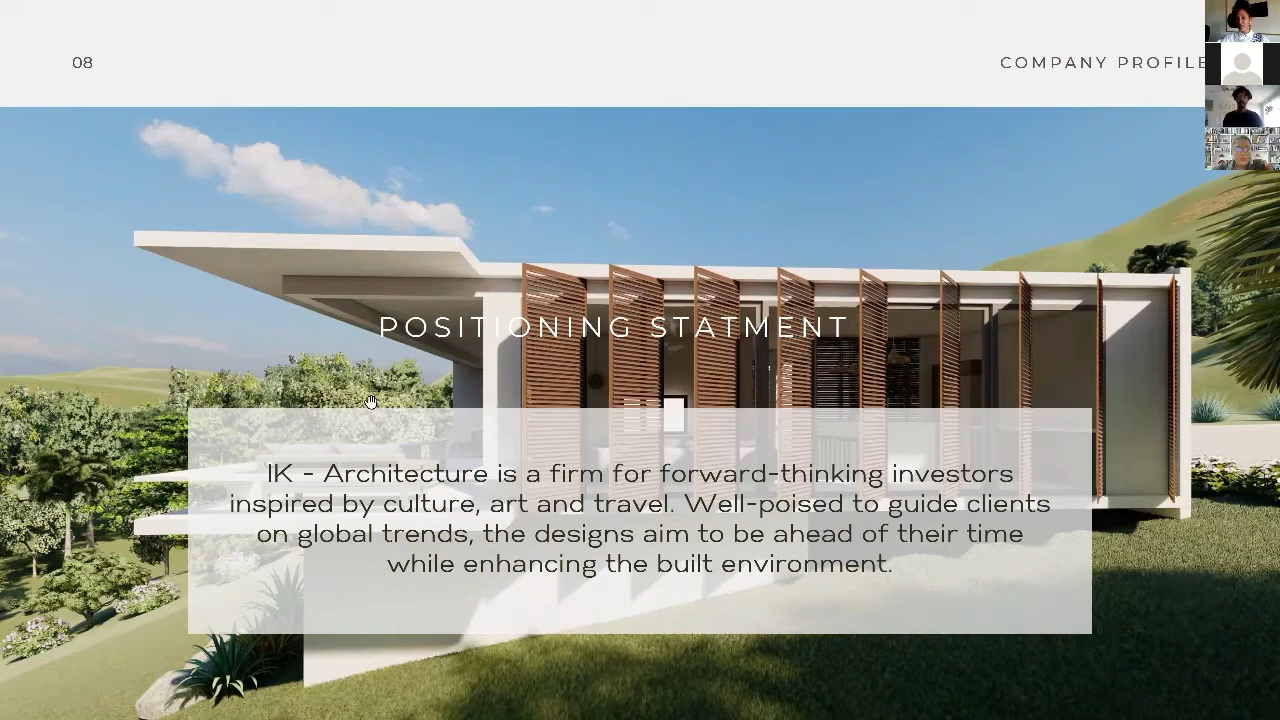 08
COMPANY PROFILE
POSITIONING STATMENT
IK - Architecture is a firm for forward-thinking investors
inspired by culture, art and travel. Well-poised to guide clients
on global trends, the designs aim to be ahead of their time
while enhancing the built environment.